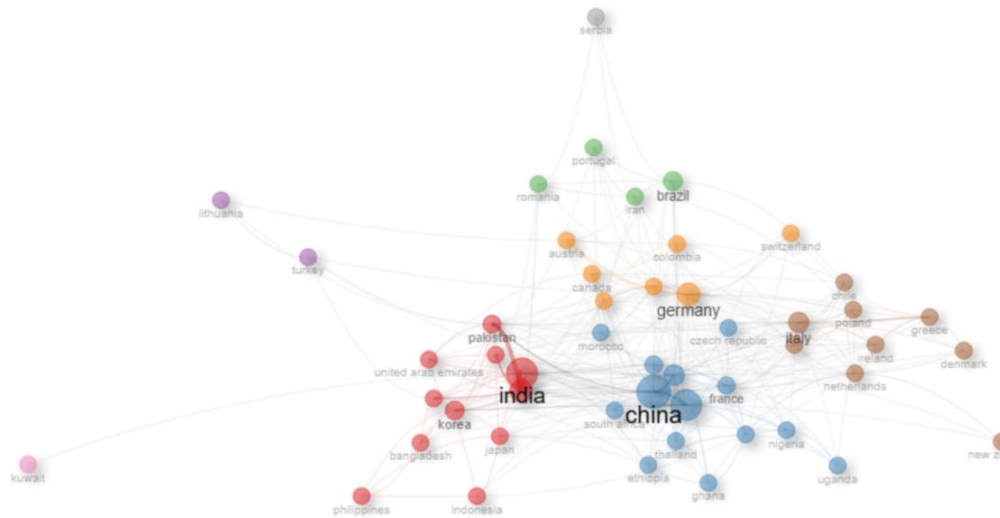 serbia
portugal
romania
iran
brazil
lithuania
austria
colombia
switzerland
turkey
canada
chile
germany
poland
greece
pakistan
morocco
czech republic
italy
ireland
denmark
united arab emirates
india
netherlands
france
china
korea
south africa
bangladesh
japan
thailand
nigeria
kuwait
ethiopia
uganda
ghana
philippines
indonesia
new z